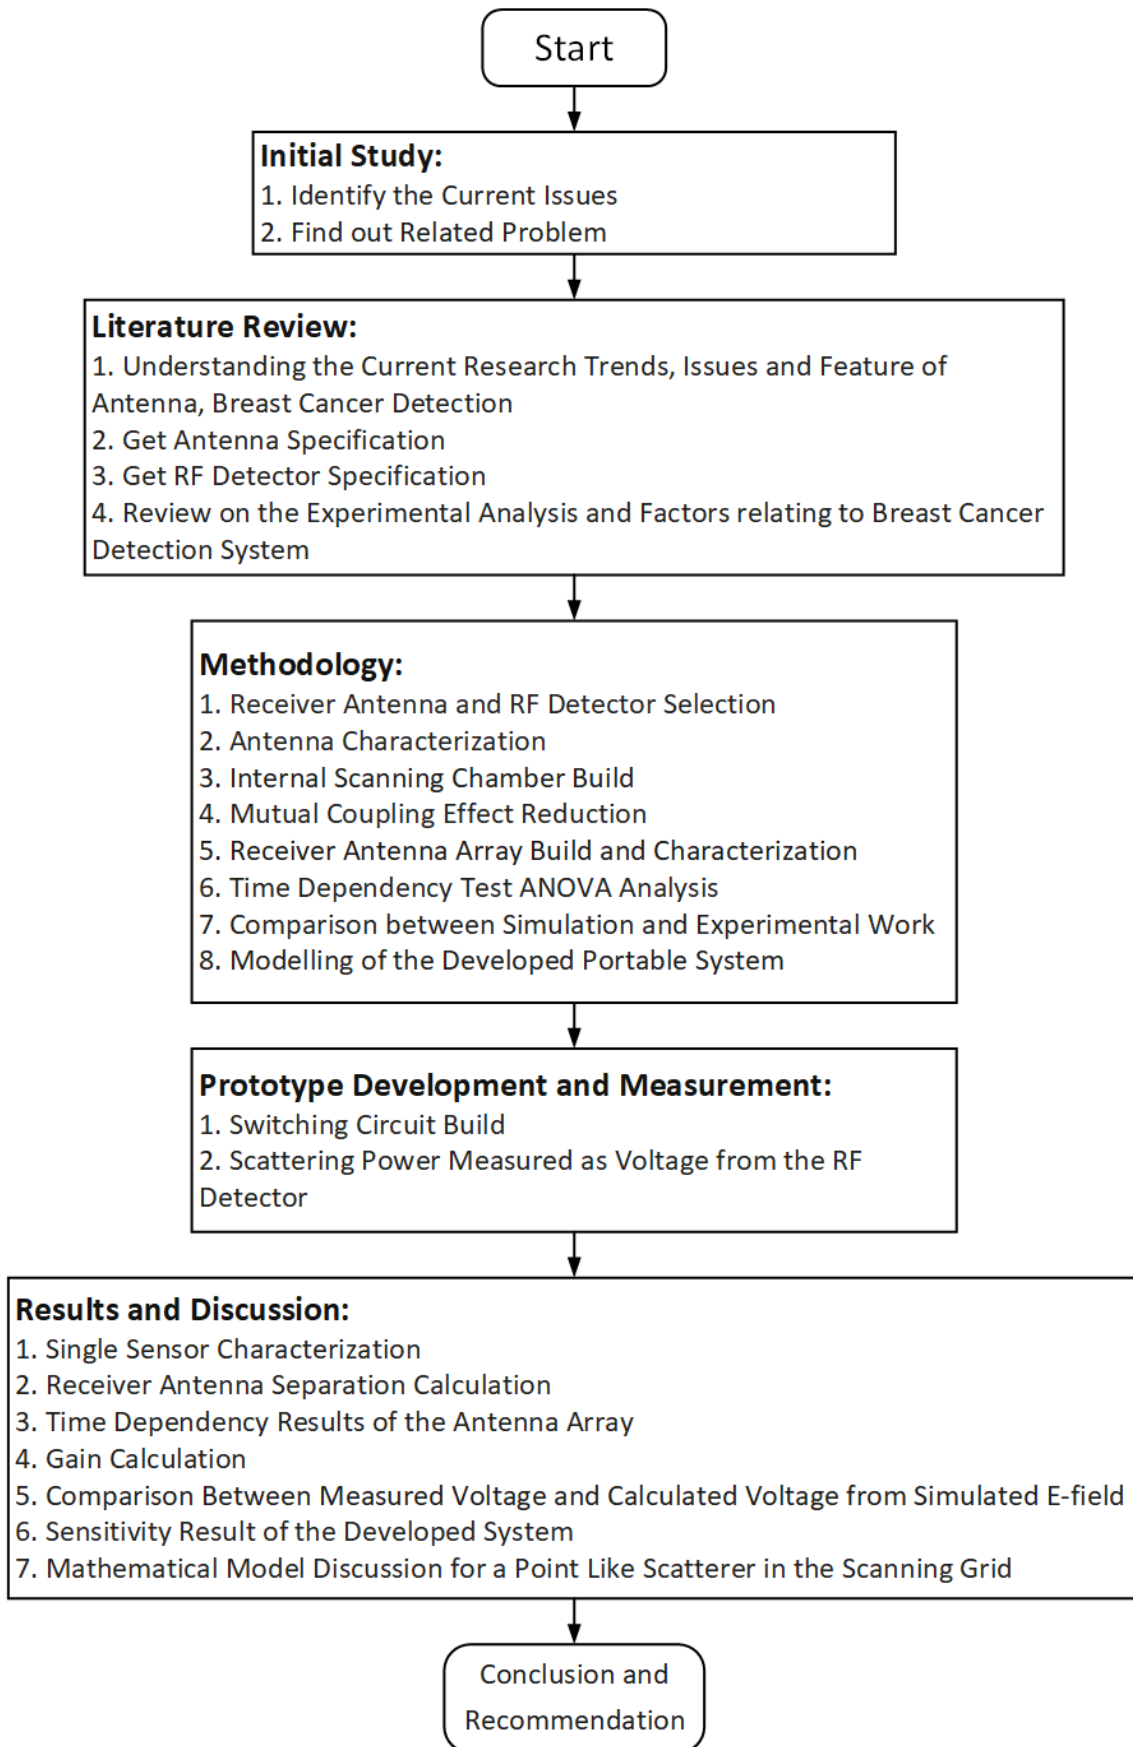 Start
Initial Study:
1. Identify the Current Issues
2. Find out Related Problem
Literature Review:
1. Understanding the Current Research Trends, Issues and Feature of
Antenna, Breast Cancer Detection
2. Get Antenna Specification
3. Get RF Detector Specification
4. Review on the Experimental Analysis and Factors relating to Breast Cancer
Detection System
Methodology:
1. Receiver Antenna and RF Detector Selection
2. Antenna Characterization
3. Internal Scanning Chamber Build
4. Mutual Coupling Effect Reduction
5. Receiver Antenna Array Build and Characterization
6. Time Dependency Test ANOVA Analysis
7. Comparison between Simulation and Experimental Work
8. Modelling of the Developed Portable System
Prototype Development and Measurement:
1. Switching Circuit Build
2. Scattering Power Measured as Voltage from the RF
Detector
Results and Discussion:
1. Single Sensor Characterization
2. Receiver Antenna Separation Calculation
3. Time Dependency Results of the Antenna Array
4. Gain Calculation
5. Comparison Between Measured Voltage and Calculated Voltage from Simulated E-field
6. Sensitivity Result of the Developed System
7. Mathematical Model Discussion for a Point Like Scatterer in the Scanning Grid
Conclusion and
Recommendation